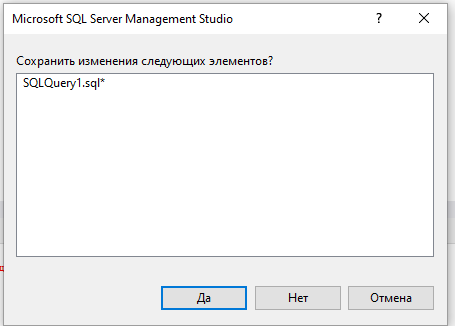 Microsoft SQL Server Management Studio
?
Сохранить изменения следующих элементов?
SQLQuery1.sql*
Да
Нет
Отмена